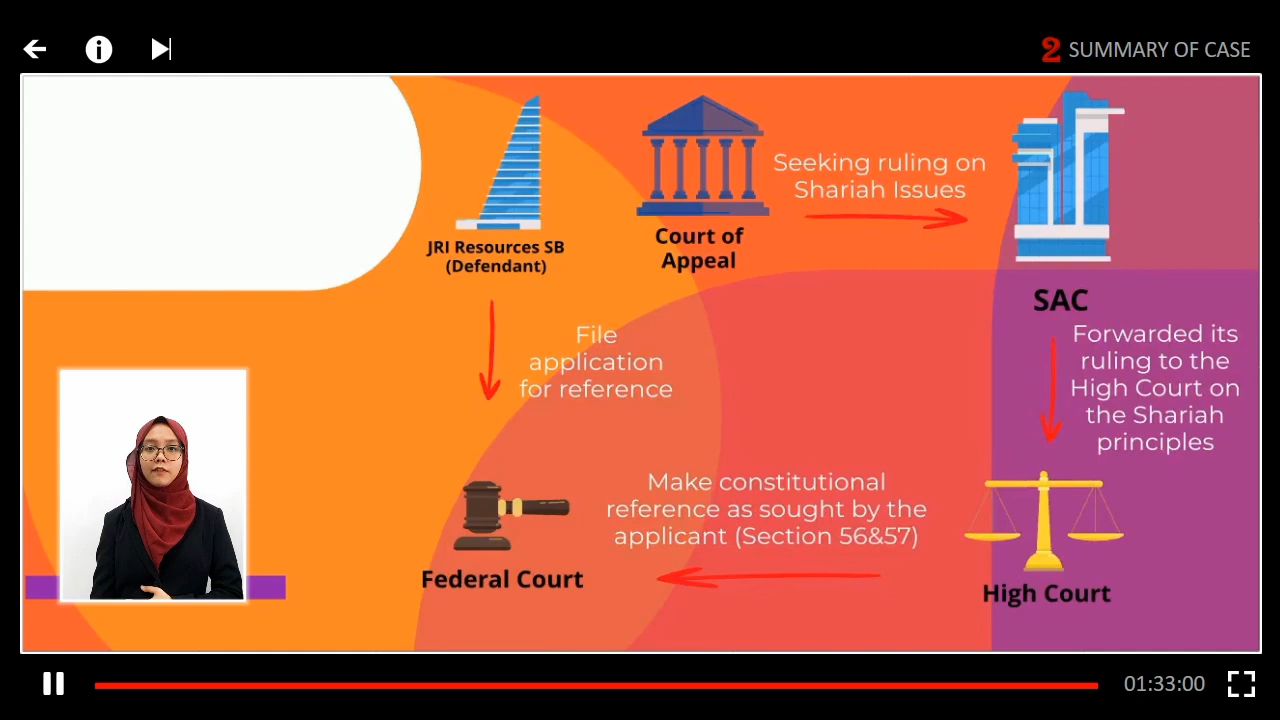 2 SUMMARY OF CASE
Seeking ruling on
Shariah Issues
JRI Resources SB
(Defendant)
Court of
Appeal
SAC
File
application
for reference
Forwarded its
ruling to the
High Court on
the Shariah
principles
Make constitutional
reference as sought by the
applicant (Section 56&57)
Federal Court
High Court
01:33:00